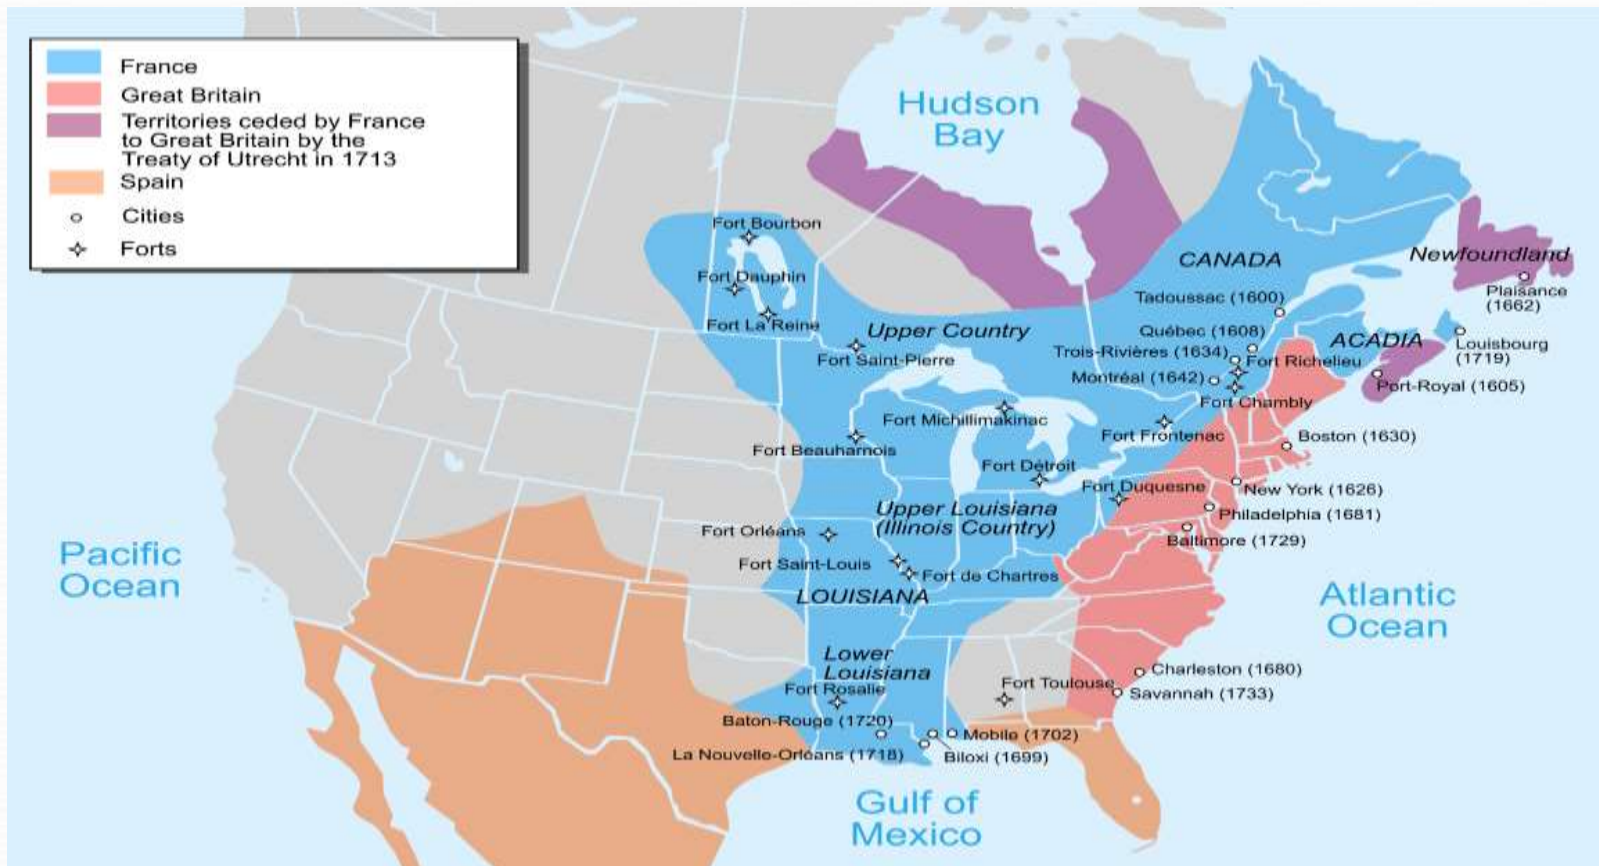 France
Great Britain
Territories ceded by France
to Great Britain by the
Treaty of Utrecht in 1713
Spain
Cities
Forts
Hudson
Bay
Fort Bourbon
Fort Dauphin
Fort La Reine
Upper Country
Fort Saint-Pierre
CANADA
Newfoundland
Tadoussac (1600)
Plaisance
(1662)
Québec (1608)
ACADIA
Trois-Rivières (1634)
Fort Richelieu
Louisbourg
(1719)
Montréal (1642)
Port-Royal (1605)
Fort Chambly
Fort Michillimakinac
Fort Frontenac
Boston (1630)
Fort Beauharnois
Fort Détroit
Fort Duquesne
New York (1626)
Upper Louisiana
(Illinois Country)
Philadelphia (1681)
Fort Orléans
Baltimore (1729)
Pacific
Ocean
Fort Saint-Louis
Fort de Chartres
LOUISIANA
Atlantic
Ocean
Lower
Louisiana
Charleston (1680)
Fort Rosalie
Fort Toulouse
Savannah (1733)
Baton-Rouge (1720)
Mobile (1702)
La Nouvelle-Orléans (1718)
Biloxi (1699)
Gulf of
Mexico